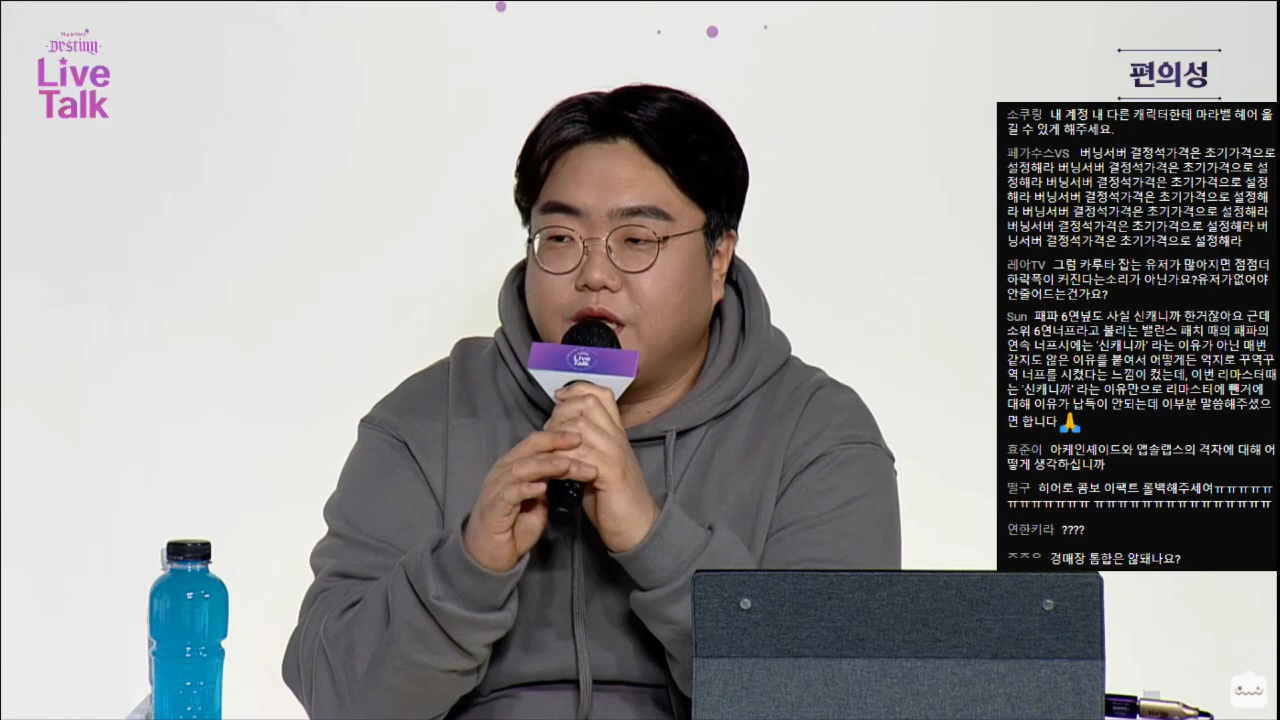 MapleStory
DESTINY
Live
Talk
편의성
소쿠링 내 계정 내 다른 캐릭터한테 마라벨 헤어 옮
길 수 있게 해주세요.
페가수스VS 버닝서버 결정석가격은 초기가격으로
설정해라 버닝서버 결정석가격은 초기가격으로 설
정해라 버닝서버 결정석가격은 초기가격으로 설정
해라 버닝서버 결정석가격은 초기가격으로 설정해
라 버닝서버 결정석가격은 초기가격으로 설정해라
버닝서버 결정석가격은 초기가격으로 설정해라 버
닝서버 결정석가격은 초기가격으로 설정해라
레아TV 그럼 카루타 잡는 유저가 많아지면 점점더
하락폭이 커진다는소리가 아닌가요?유저가없어야
안줄어드는건가요?
Sun 패파 6연넢도 사실 신캐니까 한거잖아요 근데
소위 6연너프라고 불리는 밸런스 패치 때의 패파의
연속 너프시에는 '신캐니까' 라는 이유가 아닌 매번
같지도 않은 이유를 붙여서 어떻게든 억지로 꾸역꾸
역 너프를 시켰다는 느낌이 컸는데, 이번 리마스터때
는 '신캐니까' 라는 이유만으로 리마스터에 뺀거에
대해 이유가 납득이 안되는데 이부분 말씀해주셨으
면 합니다🙏
효준이 아케인셰이드와 앱솔랩스의 격차에 대해 어
떻게 생각하십니까
떨구 히어로 콤보 이팩트 롤백해주세여ㅠㅠㅠㅠㅠ
ㅠㅠㅠㅠㅠㅠㅠ ㅠㅠㅠㅠㅠㅠㅠㅠㅠㅠㅠㅠㅠㅠㅠ
연한키라 ????
경매장 통합은 않돼나요?
Live
Talk